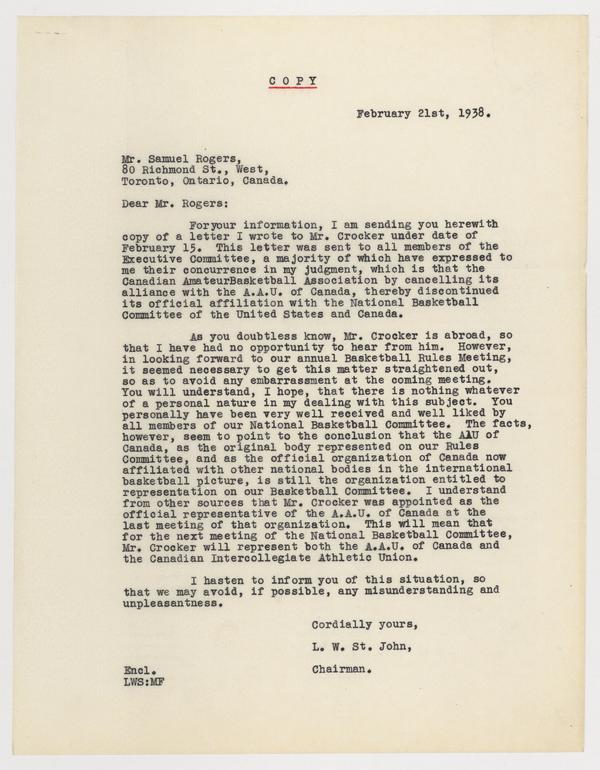 C O P Y
February 21st, 1938.
Mr. Samuel Rogers,
80 Richmond St., West,
Toronto, Ontario, Canada.
Dear Mr. Rogers:
Foryour information, I am sending you herewith
copy of a letter I wrote to Mr. Crocker under date of
February 15. This letter was sent to all members of the
Executive Committee, a majority of which have expressed to
me their concurrence in my judgment, which is that the
Canadian AmateurBasketball Association by cancelling its
alliance with the A.A.U. of Canada, thereby discontinued
its official affiliation with the National Basketball
Committee of the United States and Canada.
As you doubtless know, Mr. Crocker is abroad, so
that I have had no opportunity to hear from him. However,
in looking forward to our annual Basketball Rules Meeting,
it seemed necessary to get this matter straightened out,
so as to avoid any embarrassment at the coming meeting.
You will understand, I hope, that there is nothing whatever
of a personal nature in my dealing with this subject. You
personally have been very well received and well liked by
all members of our National Basketball Committee. The facts,
however, seem to point to the conclusion that the AAU of
Canada, as the original body represented on our Rules
Committee, and as the official organization of Canada now
affiliated with other national bodies in the international
basketball picture, is still the organization entitled to
representation on our Basketball Committee. I understand
from other sources that Mr. Crocker was appointed as the
official representative of the A.A.U. of Canada at the
last meeting of that organization. This will mean that
for the next meeting of the National Basketball Committee,
Mr. Crocker will represent both the A.A.U. of Canada and
the Canadian Intercollegiate Athletic Union.
I hasten to inform you of this situation, so
that we may avoid, if possible, any misunderstanding and
unpleasantness.
Cordially yours,
L. W. St. John,
Encl. Chairman.
LWS:MF